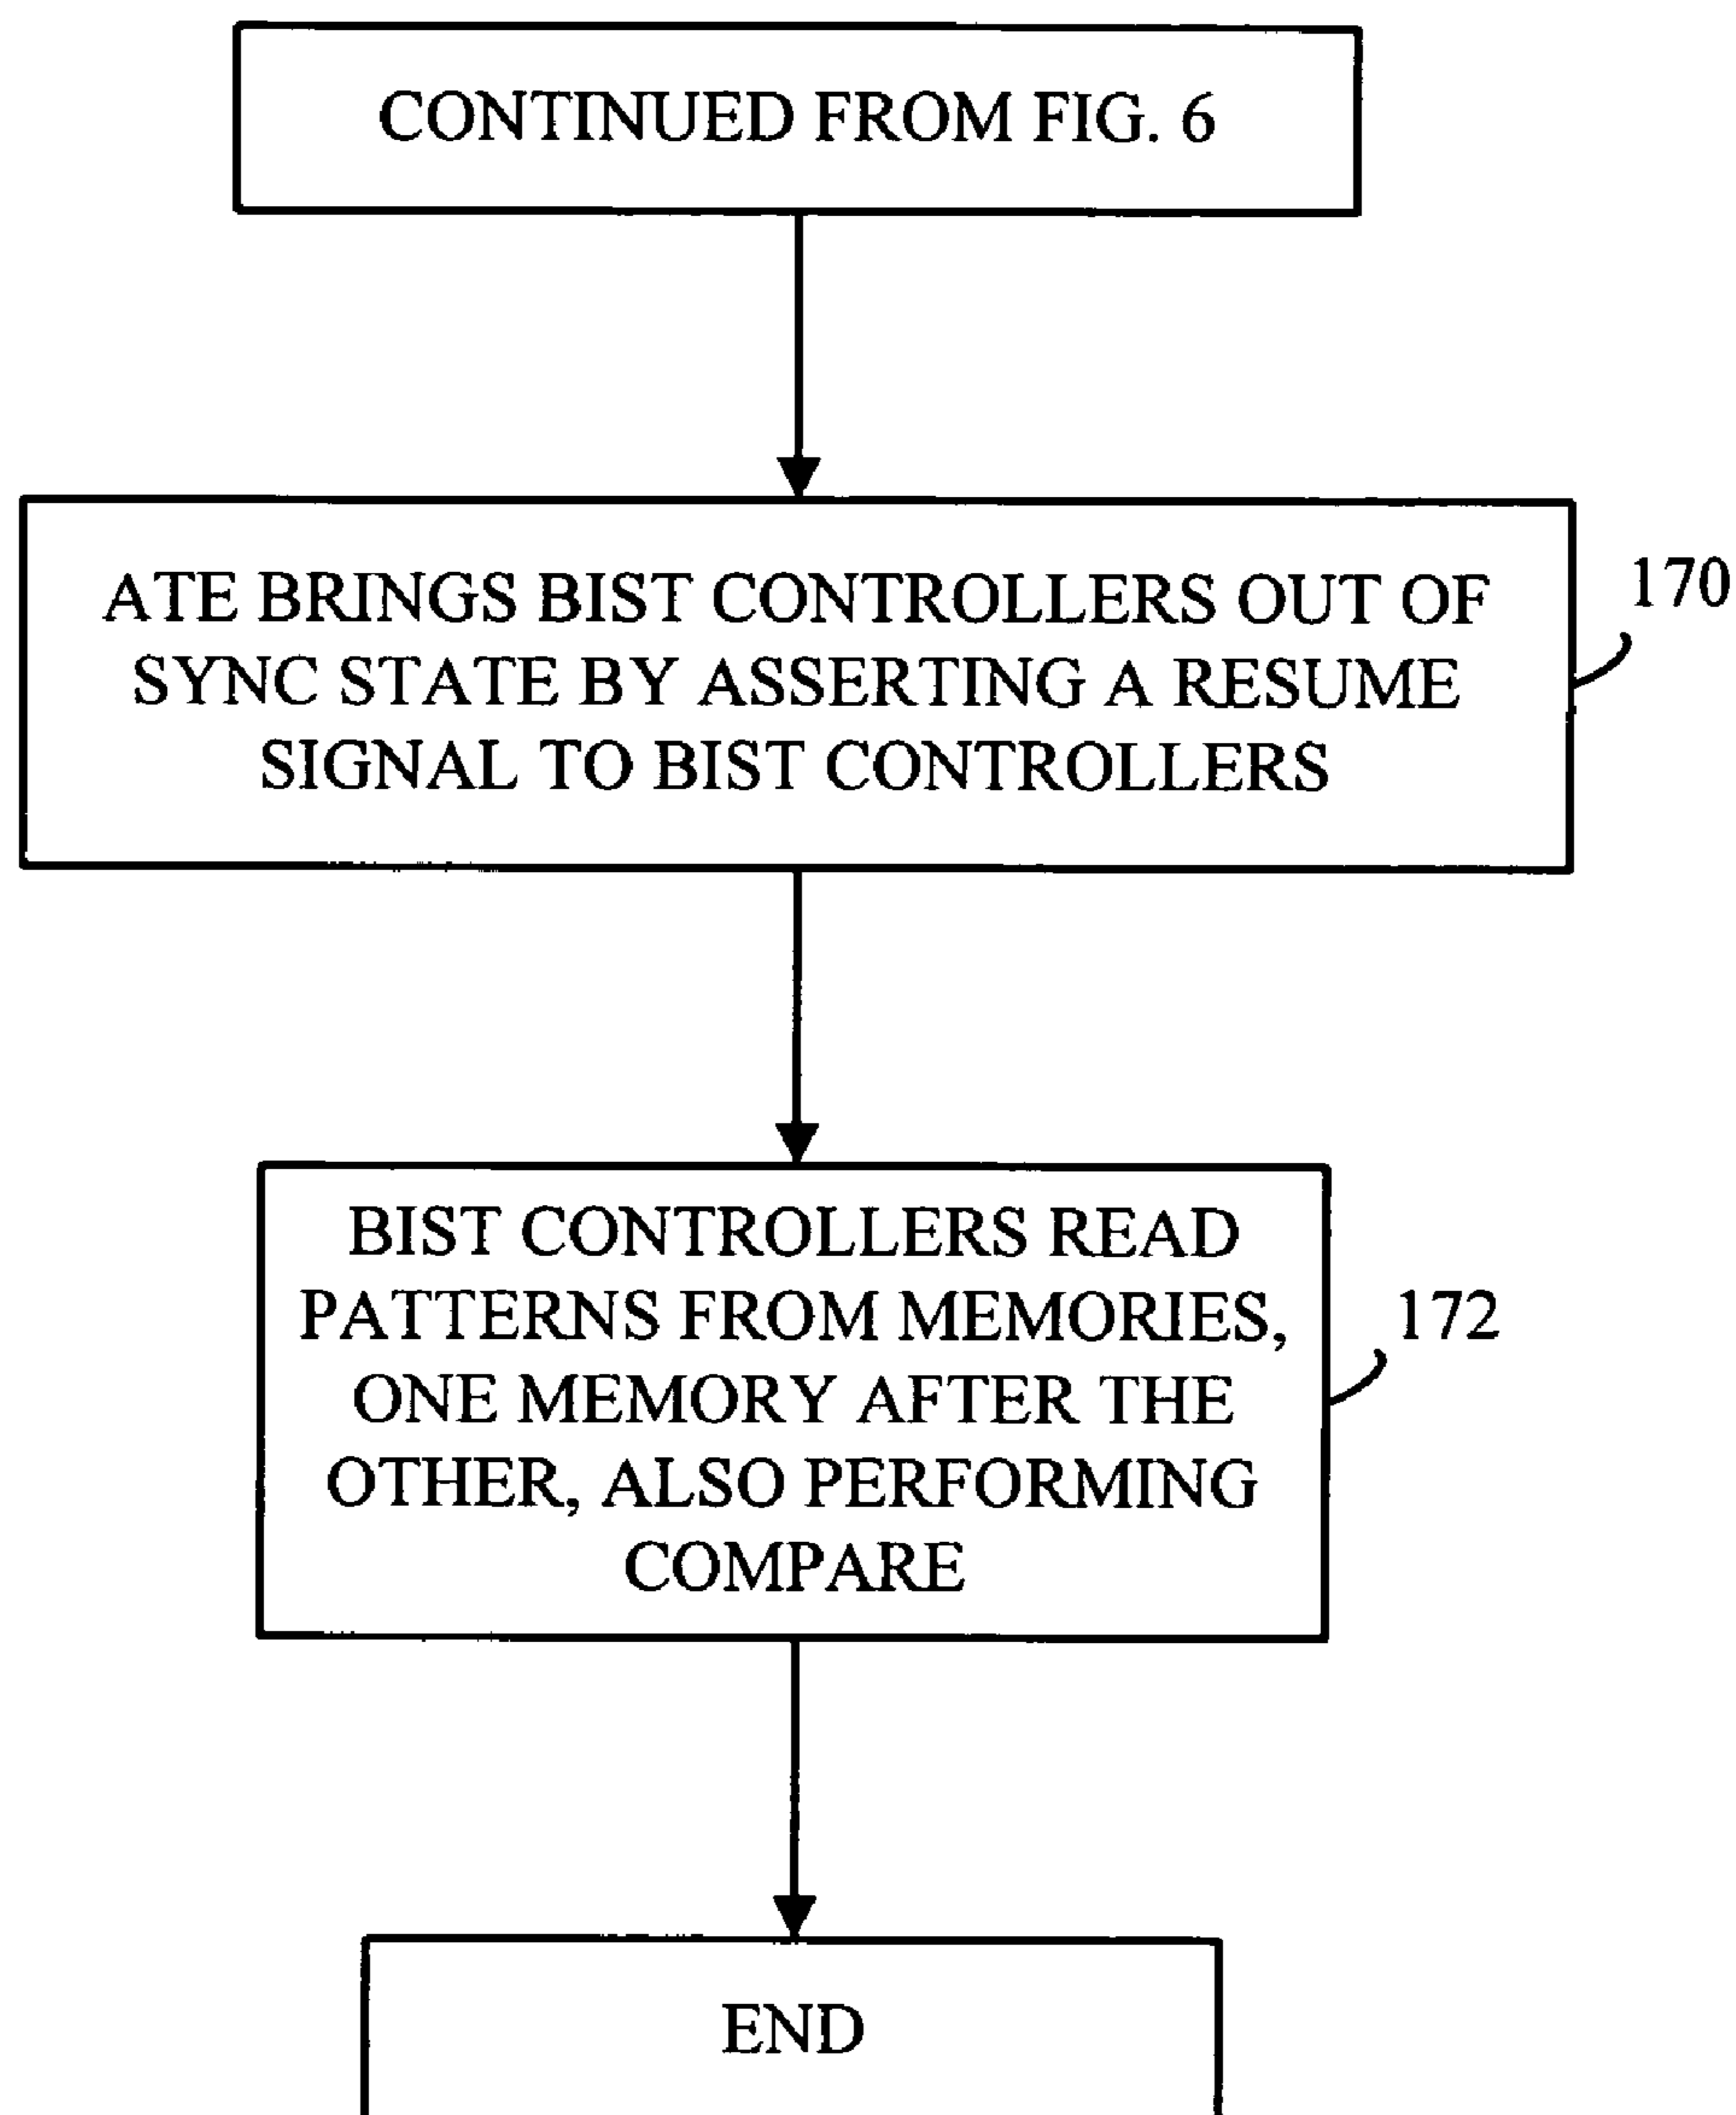 CONTINUED FROM FIG. 6
ATE BRINGS BIST CONTROLLERS OUT OF
SYNC STATE BY ASSERTING A RESUME
SIGNAL TO BIST CONTROLLERS
170
BIST CONTROLLERS READ
PATTERNS FROM MEMORIES,
ONE MEMORY AFTER THE
OTHER, ALSO PERFORMING
COMPARE
172
END